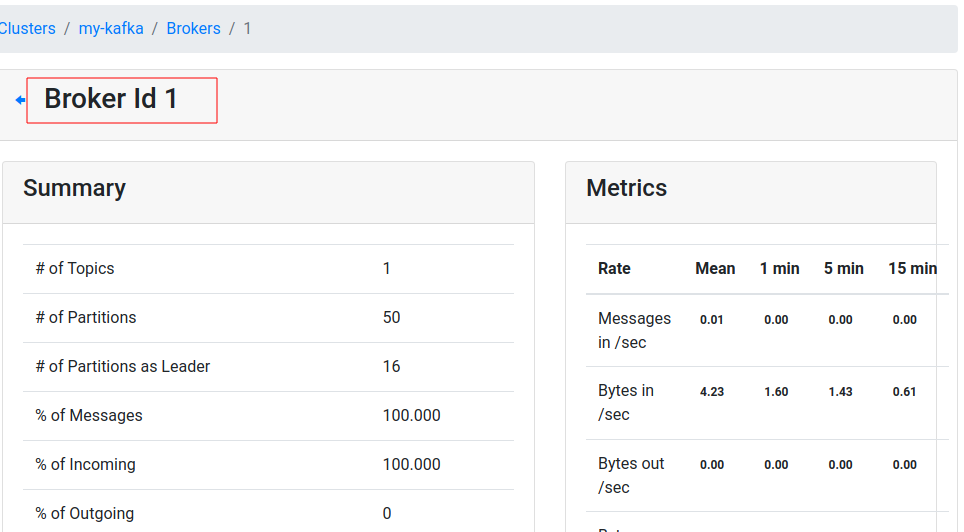 Clusters / my-kafka / Brokers / 1
Broker Id 1
Summary
# of Topics 1
# of Partitions 50
# of Partitions as Leader 16
% of Messages 100.000
% of Incoming 100.000
% of Outgoing 0
Metrics
Rate Mean 1 min 5 min 15 min
Messages in /sec 0.01 0.00 0.00 0.00
Bytes in /sec 4.23 1.60 1.43 0.61
Bytes out /sec 0.00 0.00 0.00 0.00